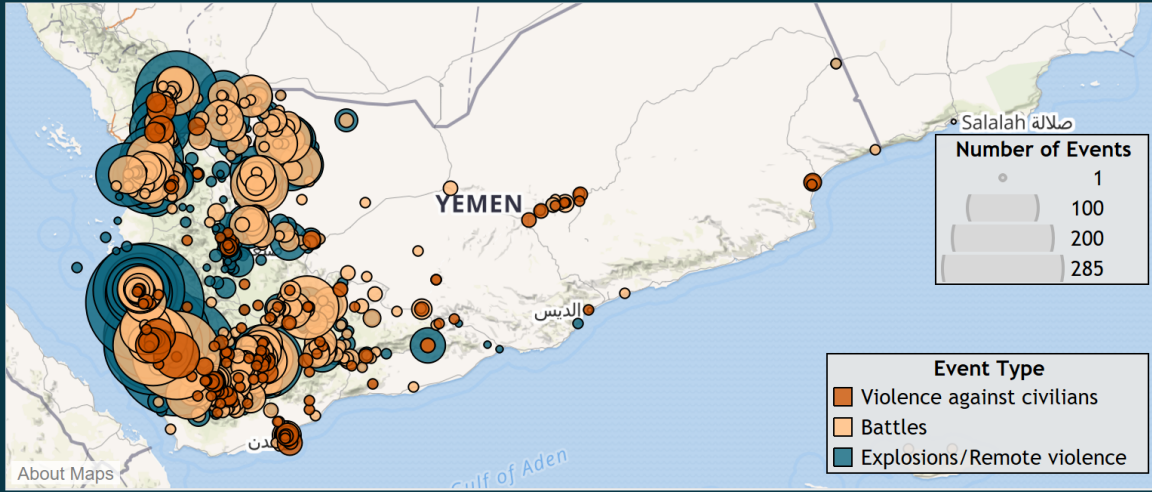 Salalah صلالة
Number of Events
1
100
200
285
YEMEN
الديس
Event Type
Violence against civilians
Battles
Explosions/Remote violence
About Maps
Gulf of Aden